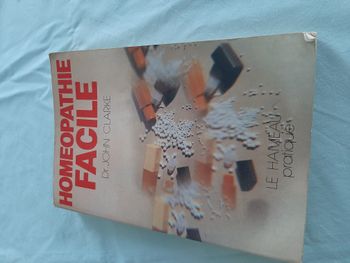 HOMEOPATHIE
FACILE
Dr. JOHN CLARKE
LE HAMEAU
pratiques